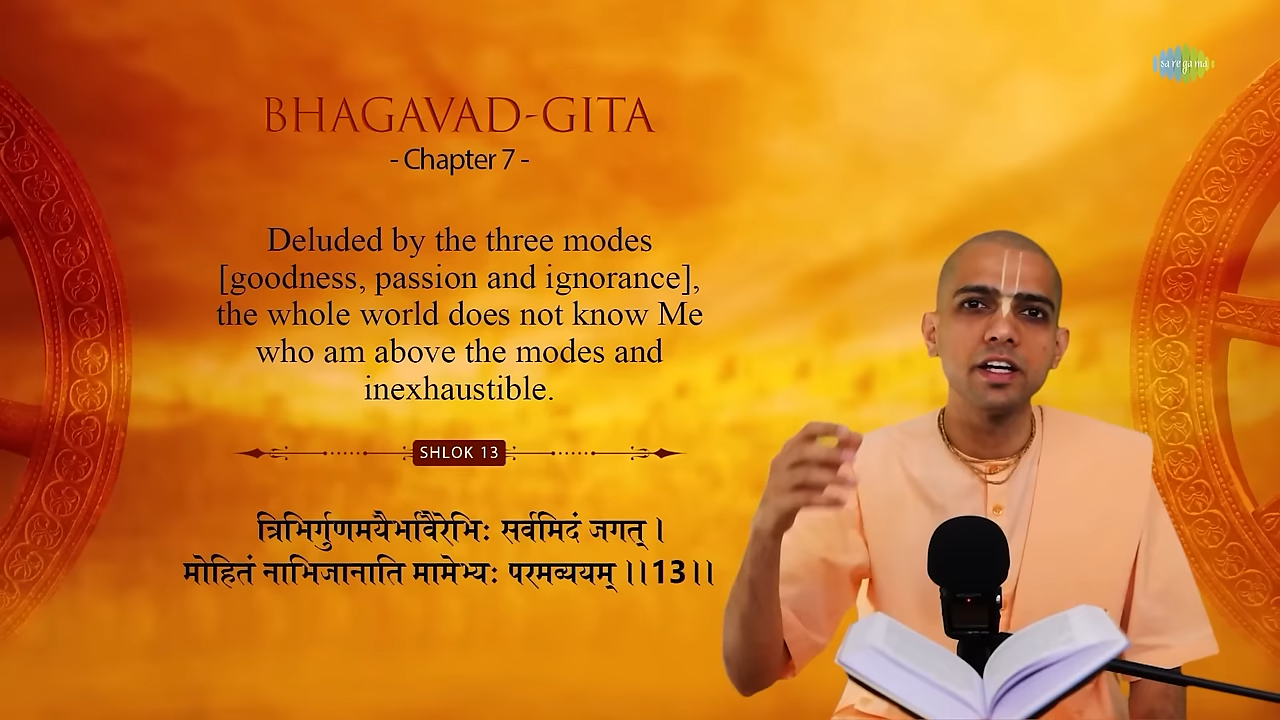 saregama
BHAGAVAD-GITA
- Chapter 7 -
Deluded by the three modes
[goodness, passion and ignorance],
the whole world does not know Me
who am above the modes and
inexhaustible.
SHLOK 13
त्रिभिर्गुणमयैर्भावैरेभिः सर्वमिदं जगत् ।
मोहितं नाभिजानाति मामेभ्यः परमव्ययम् ।।13।।